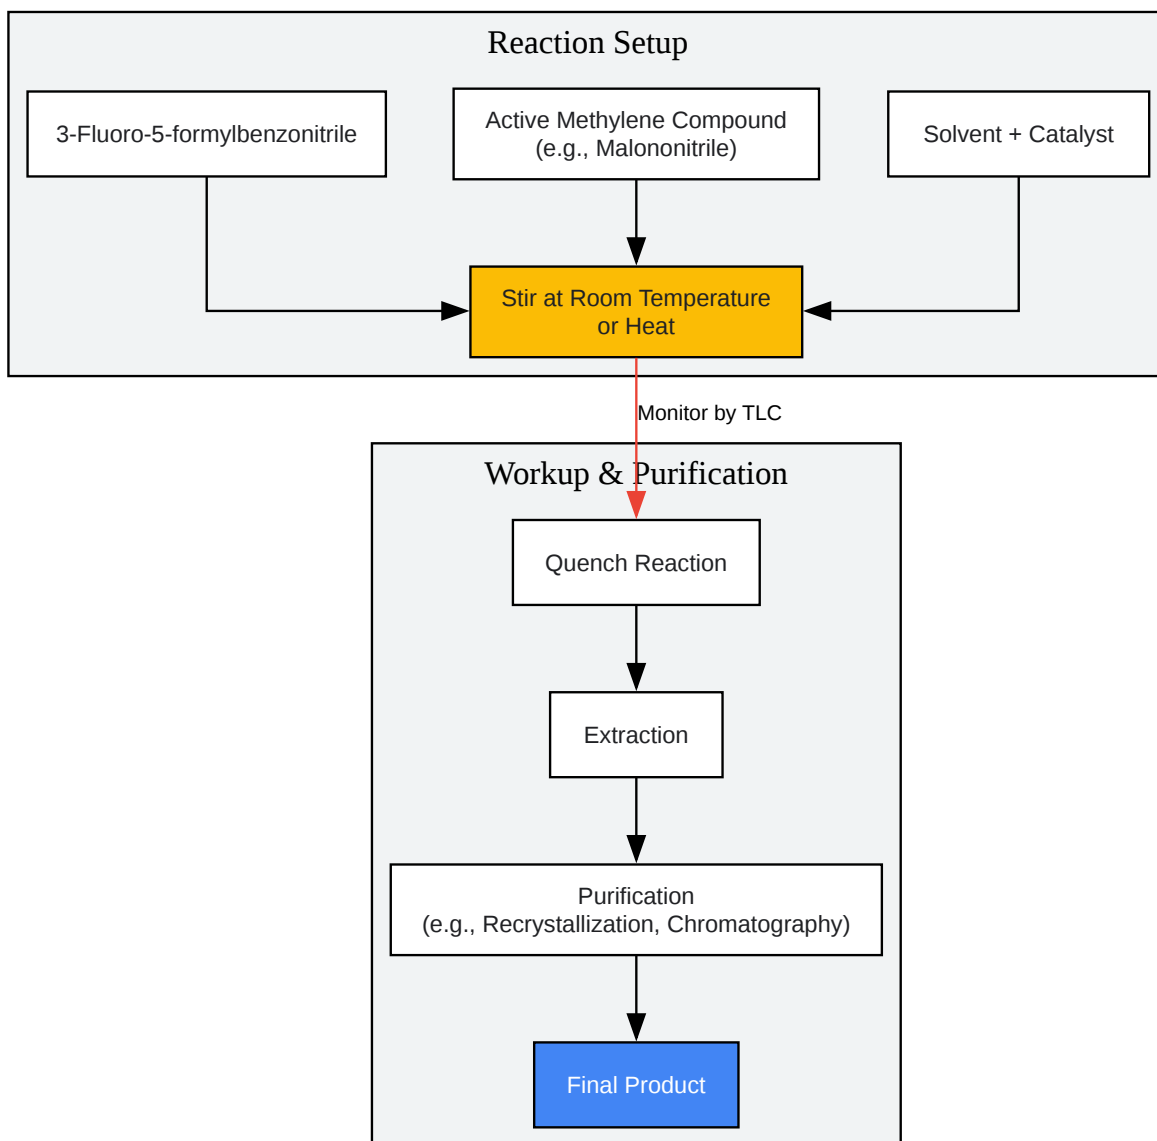 Reaction Setup
3-Fluoro-5-formylbenzonitrile
Active Methylene Compound
(e.g., Malononitrile)
Solvent + Catalyst
Stir at Room Temperature
or Heat
Monitor by TLC
Workup & Purification
Quench Reaction
Extraction
Purification
(e.g., Recrystallization, Chromatography)
Final Product